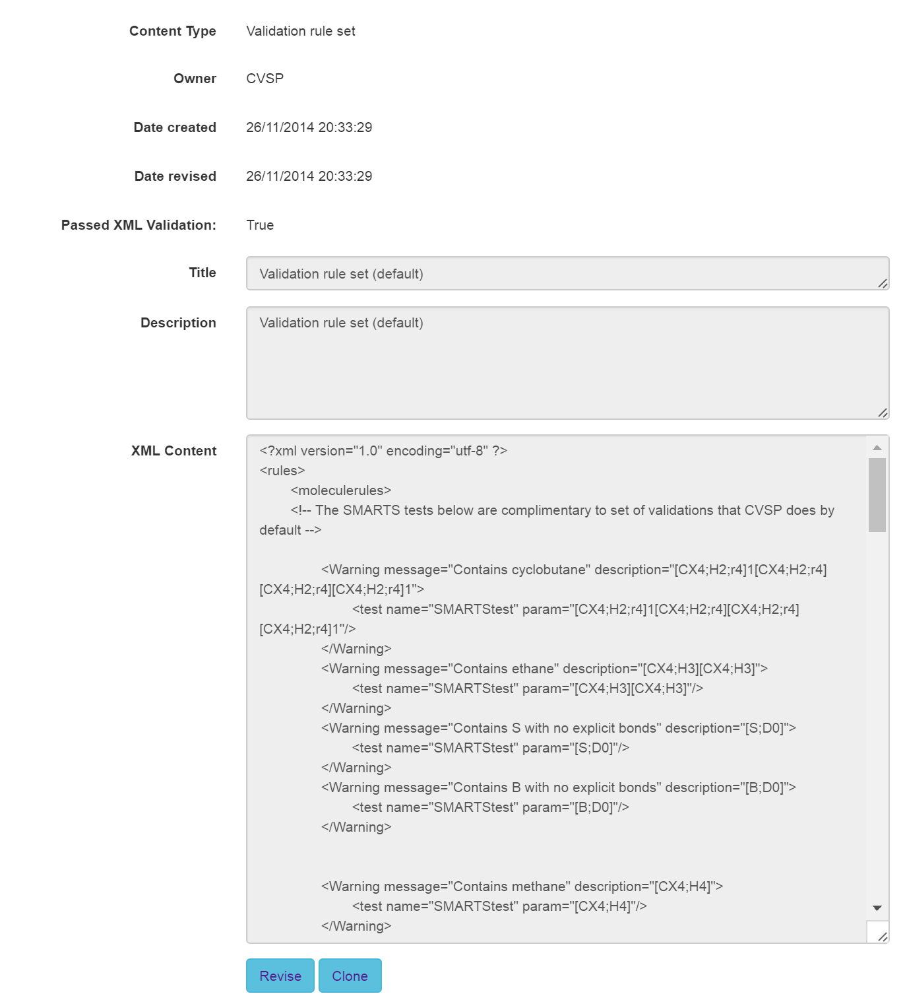 Content Type Validation rule set
Owner CVSP
Date created 26/11/2014 20:33:29
Date revised 26/11/2014 20:33:29
Passed XML Validation: True
Title Validation rule set (default)
Description Validation rule set (default)
XML Content <?xml version="1.0" encoding="utf-8" ?>
<rules>
<moleculerules>
<!-- The SMARTS tests below are complimentary to set of validations that CVSP does by
default -->
<Warning message="Contains cyclobutane" description="[CX4;H2;r4]1[CX4;H2;r4]
[CX4;H2;r4][CX4;H2;r4]1">
<test name="SMARTStest" param="[CX4;H2;r4]1[CX4;H2;r4][CX4;H2;r4]
[CX4;H2;r4]1"/>
</Warning>
<Warning message="Contains ethane" description="[CX4;H3][CX4;H3]">
<test name="SMARTStest" param="[CX4;H3][CX4;H3]"/>
</Warning>
<Warning message="Contains S with no explicit bonds" description="[S;D0]">
<test name="SMARTStest" param="[S;D0]"/>
</Warning>
<Warning message="Contains B with no explicit bonds" description="[B;D0]">
<test name="SMARTStest" param="[B;D0]"/>
</Warning>
<Warning message="Contains methane" description="[CX4;H4]">
<test name="SMARTStest" param="[CX4;H4]"/>
</Warning>
Revise Clone